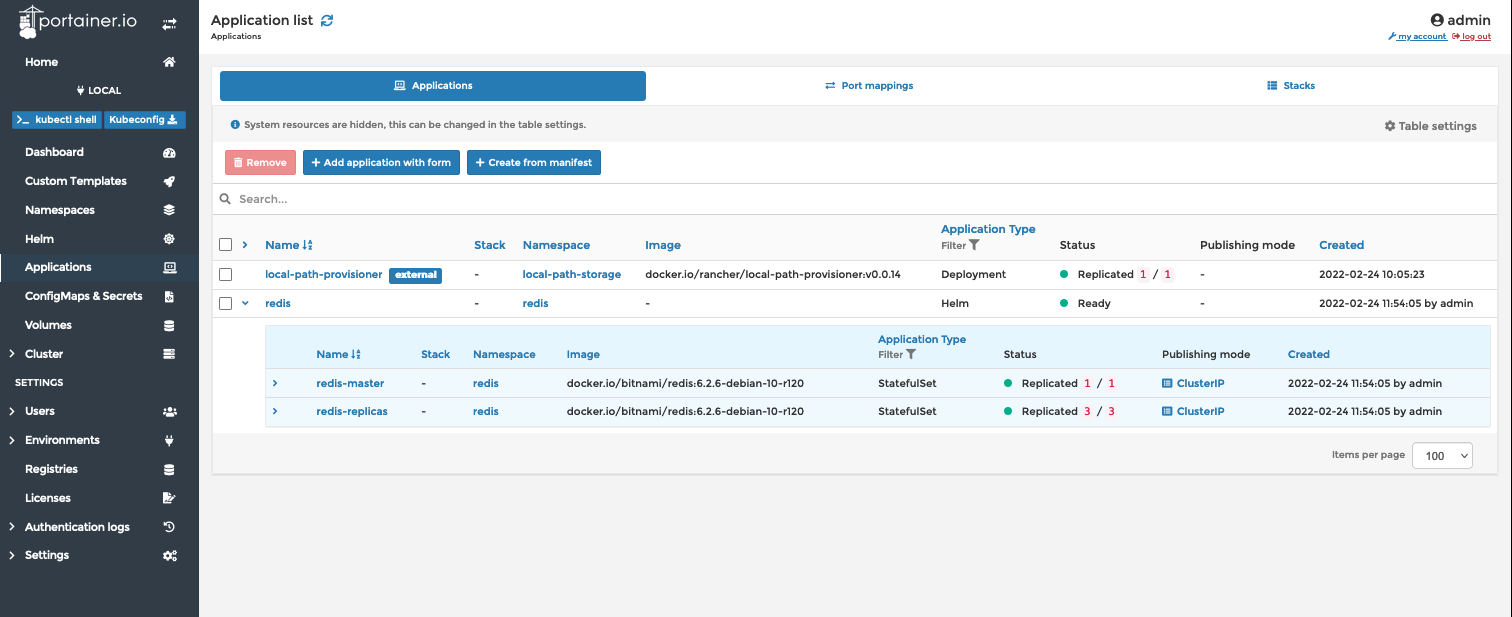 portainer.io
Home
LOCAL
kubectl shell Kubeconfig
Dashboard
Custom Templates
Namespaces
Helm
Applications
ConfigMaps & Secrets
Volumes
Cluster
SETTINGS
Users
Environments
Registries
Licenses
Authentication logs
Settings
Application list
Applications
admin
my account log out
Applications Port mappings Stacks
System resources are hidden, this can be changed in the table settings.
Table settings
Remove + Add application with form + Create from manifest
Search...
Name Stack Namespace Image Application Type Filter Status Publishing mode Created
local-path-provisioner external - local-path-storage docker.io/rancher/local-path-provisioner:v0.0.14 Deployment Replicated 1 / 1 - 2022-02-24 10:05:23
redis - redis - Helm Ready - 2022-02-24 11:54:05 by admin
Name Stack Namespace Image Application Type Filter Status Publishing mode Created
redis-master - redis docker.io/bitnami/redis:6.2.6-debian-10-r120 StatefulSet Replicated 1 / 1 ClusterIP 2022-02-24 11:54:05 by admin
redis-replicas - redis docker.io/bitnami/redis:6.2.6-debian-10-r120 StatefulSet Replicated 3 / 3 ClusterIP 2022-02-24 11:54:05 by admin
Items per page 100